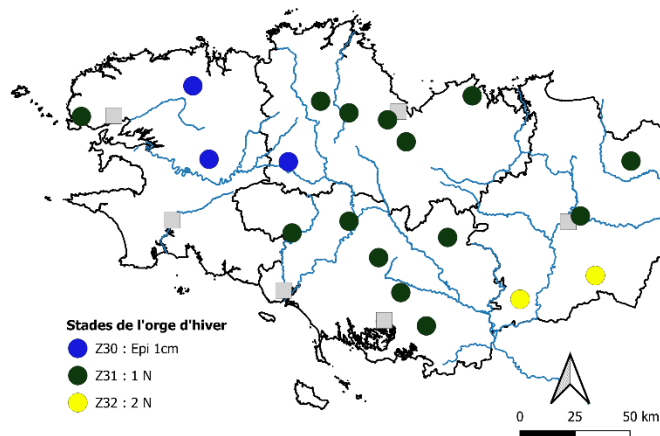 Stades de l'orge d'hiver
Z30 : Epi 1cm
Z31 : 1 N
Z32 : 2 N
0 25 50 km